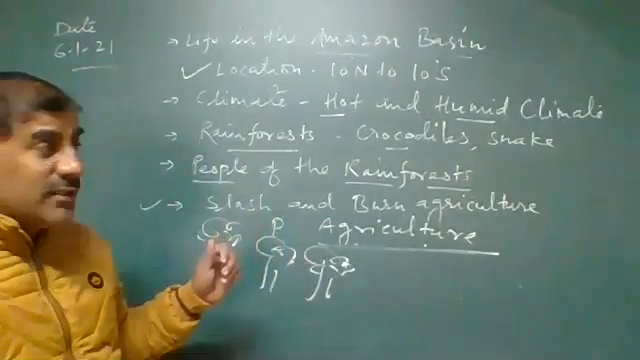 Date
6.1.21
→ Life in the Amazon Basin
✓ Location - 10N to 10°S
→ Climate - Hot and Humid Climate
→ Rainforests - Crocodiles, snake
→ People of the Rainforests
✓ → Slash and Burn agriculture
P Agriculture